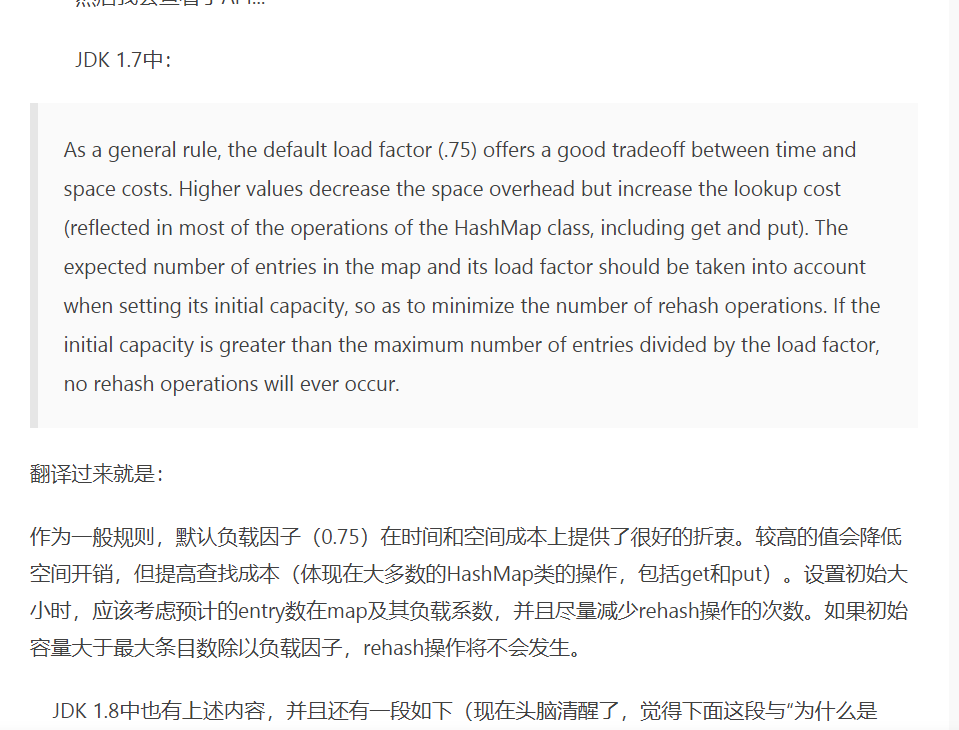 JDK 1.7中：
As a general rule, the default load factor (.75) offers a good tradeoff between time and
space costs. Higher values decrease the space overhead but increase the lookup cost
(reflected in most of the operations of the HashMap class, including get and put). The
expected number of entries in the map and its load factor should be taken into account
when setting its initial capacity, so as to minimize the number of rehash operations. If the
initial capacity is greater than the maximum number of entries divided by the load factor,
no rehash operations will ever occur.
翻译过来就是：
作为一般规则，默认负载因子（0.75）在时间和空间成本上提供了很好的折衷。较高的值会降低
空间开销，但提高查找成本（体现在大多数的HashMap类的操作，包括get和put）。设置初始大
小时，应该考虑预计的entry数在map及其负载系数，并且尽量减少rehash操作的次数。如果初始
容量大于最大条目数除以负载因子，rehash操作将不会发生。
JDK 1.8中也有上述内容，并且还有一段如下（现在头脑清醒了，觉得下面这段与“为什么是